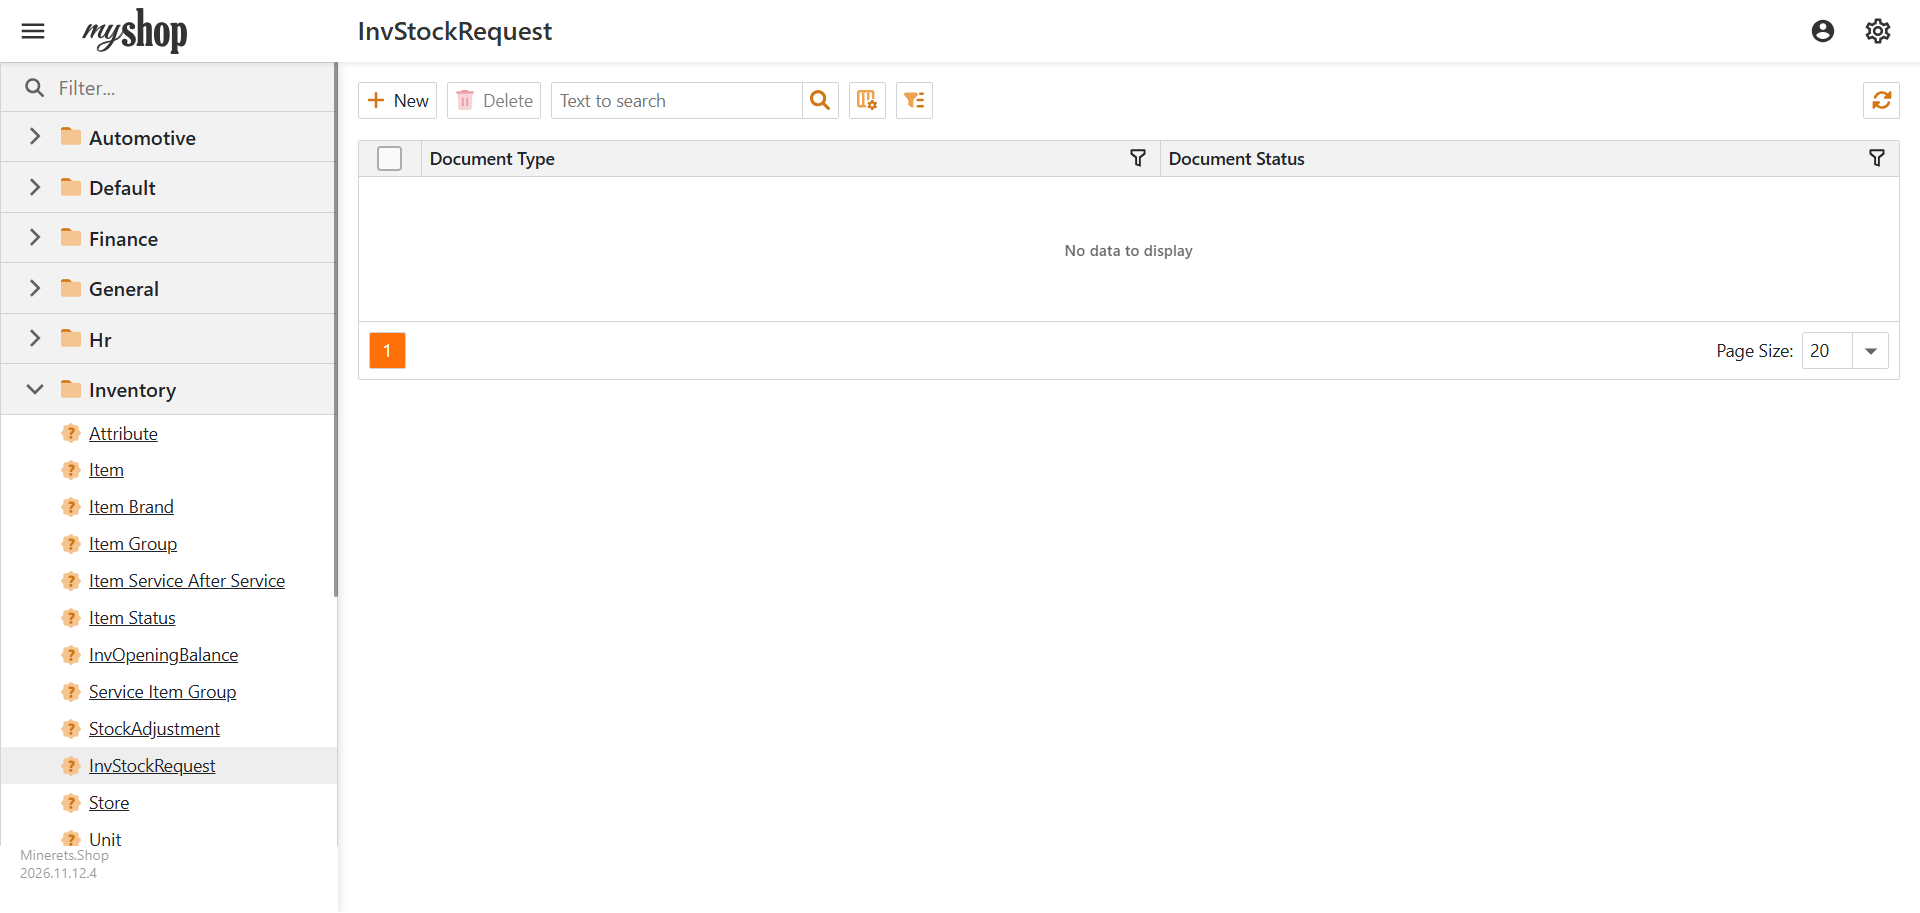 myshop
InvStockRequest
Filter...
New
Delete
Text to search
Automotive
Default
Finance
General
Hr
Inventory
Attribute
Item
Item Brand
Item Group
Item Service After Service
Item Status
InvOpeningBalance
Service Item Group
StockAdjustment
InvStockRequest
Store
Unit
Minerets.Shop
2026.11.12.4
Document Type
Document Status
No data to display
1
Page Size:
20